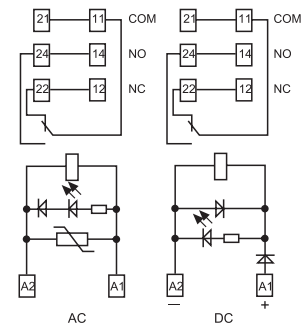 21 11 COM 21 11 COM
24 14 NO 24 14 NO
22 12 NC 22 12 NC
A2 A1 A2 A1
— +
AC DC